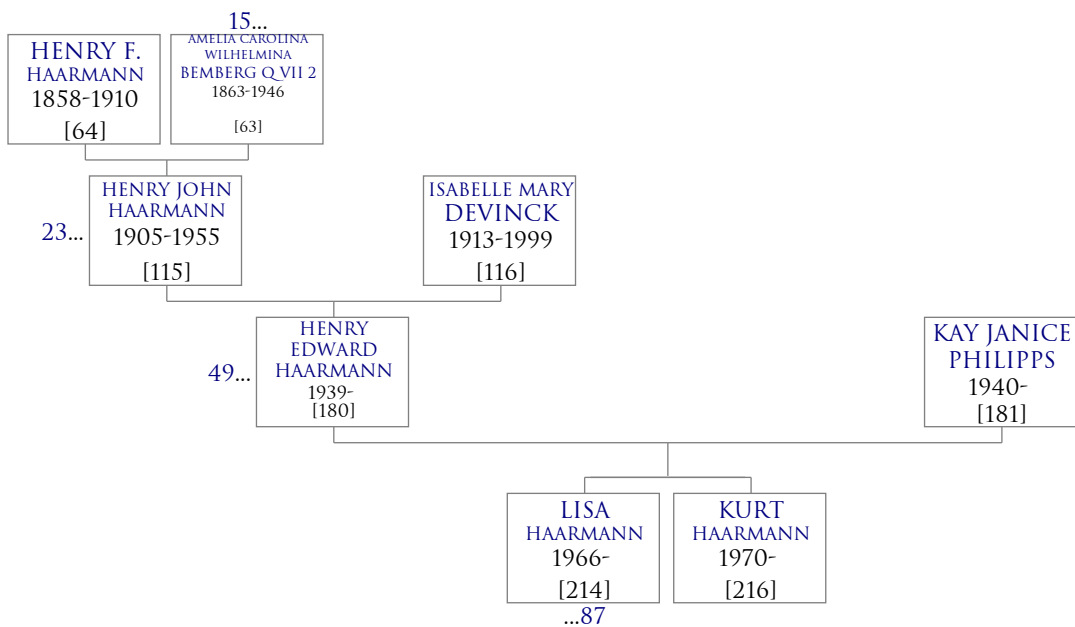 15...
HENRY F.
HAARMANN
1858-1910
[64]
AMELIA CAROLINA
WILHELMINA
BEMBERG Q VII 2
1863-1946
[63]
23...
HENRY JOHN
HAARMANN
1905-1955
[115]
ISABELLE MARY
DEVINCK
1913-1999
[116]
49...
HENRY
EDWARD
HAARMANN
1939-
[180]
KAY JANICE
PHILIPPS
1940-
[181]
LISA
HAARMANN
1966-
[214]
...87
KURT
HAARMANN
1970-
[216]